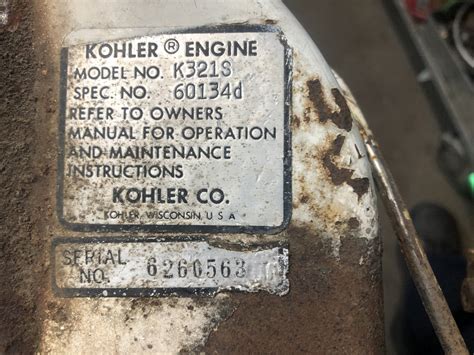 KOHLER ® ENGINE
MODEL NO. K321S
SPEC. NO. 60134d
REFER TO OWNERS
MANUAL FOR OPERATION
AND MAINTENANCE
INSTRUCTIONS
KOHLER CO.
KOHLER, WISCONSIN, U.S.A
SERIAL
NO. 6260563